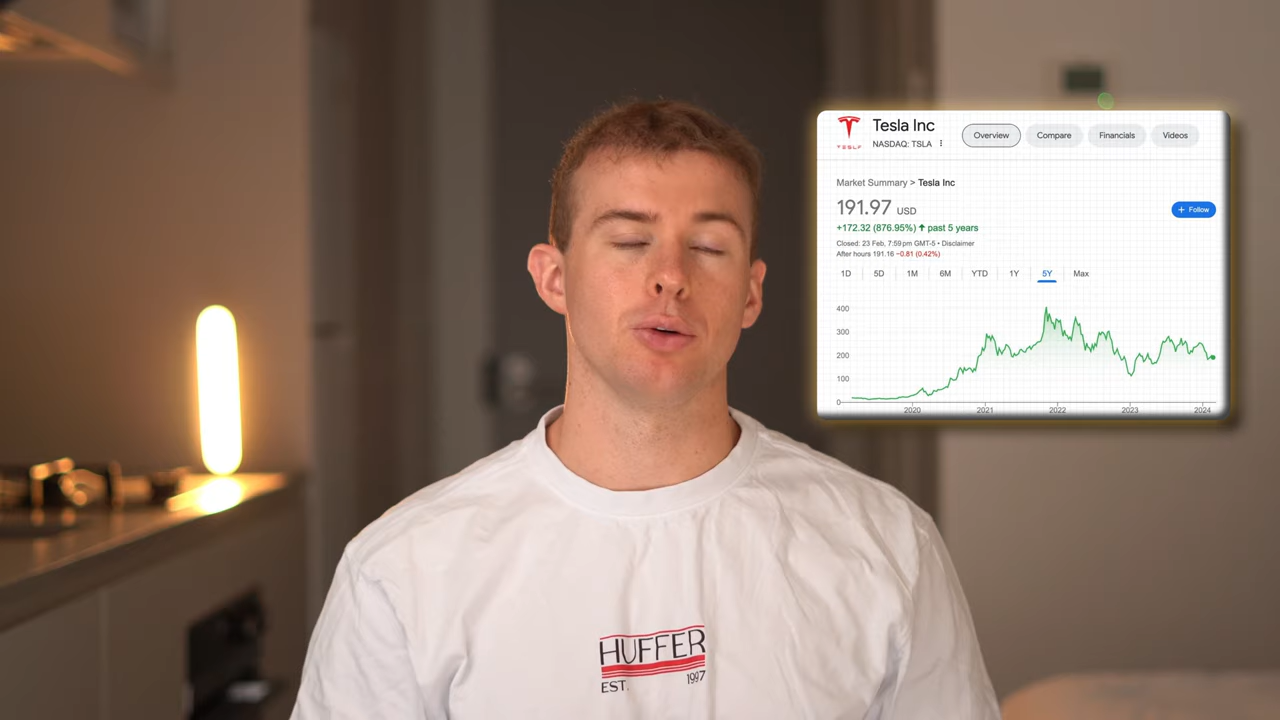 Tesla Inc
NASDAQ: TSLA
Overview
Compare
Financials
Videos
TESLA
Market Summary > Tesla Inc
191.97 USD
+ Follow
+172.32 (876.95%) ↑ past 5 years
Closed: 23 Feb, 7:59 pm GMT-5 • Disclaimer
After hours 191.16 −0.81 (0.42%)
1D 5D 1M 6M YTD 1Y 5Y Max
400
300
200
100
0
2020 2021 2022 2023 2024
HUFFER
EST. 1997